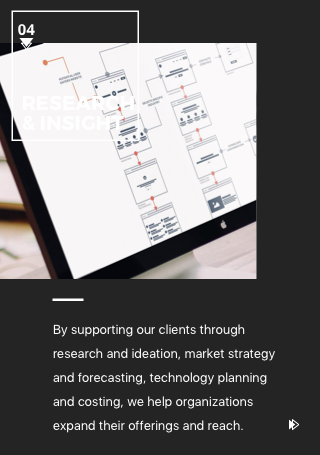 04
RESEARCH
& INSIGHT
By supporting our clients through
research and ideation, market strategy
and forecasting, technology planning
and costing, we help organizations
expand their offerings and reach.